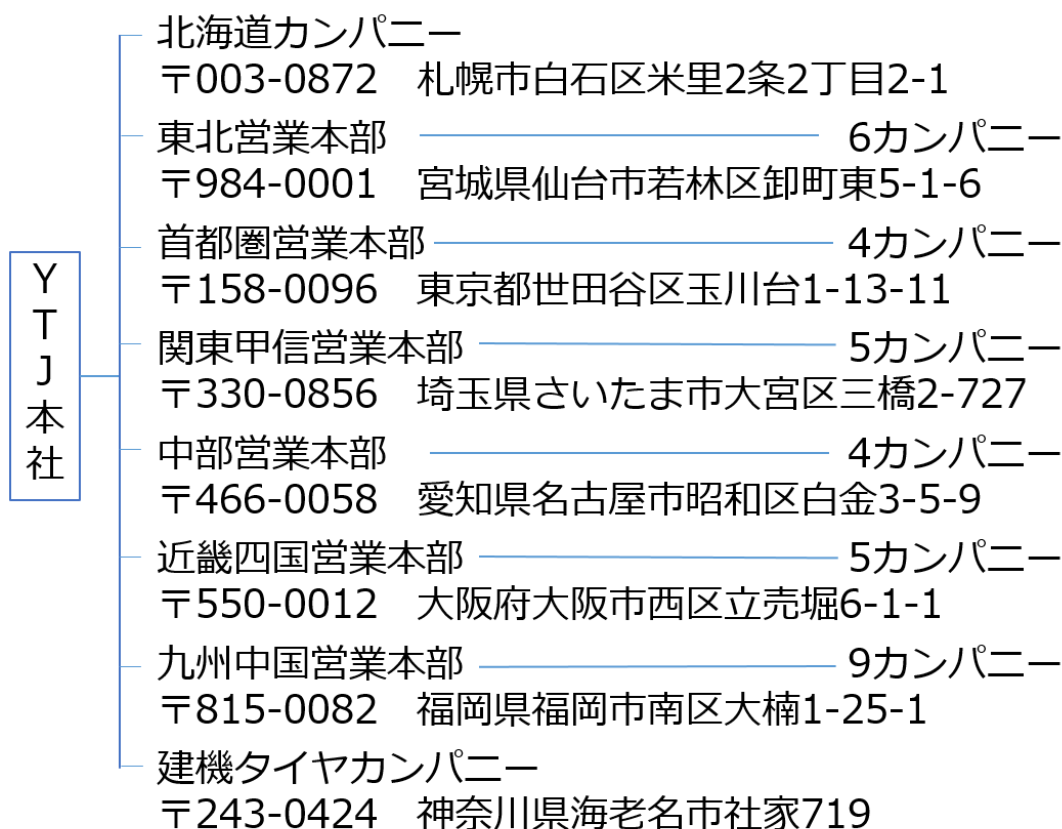 北海道カンパニー
〒003-0872 札幌市白石区米里2条2丁目2-1
東北営業本部 6カンパニー
〒984-0001 宮城県仙台市若林区卸町東5-1-6
首都圏営業本部 4カンパニー
〒158-0096 東京都世田谷区玉川台1-13-11
YTJ本社
関東甲信営業本部 5カンパニー
〒330-0856 埼玉県さいたま市大宮区三橋2-727
中部営業本部 4カンパニー
〒466-0058 愛知県名古屋市昭和区白金3-5-9
近畿四国営業本部 5カンパニー
〒550-0012 大阪府大阪市西区立売堀6-1-1
九州中国営業本部 9カンパニー
〒815-0082 福岡県福岡市南区大楠1-25-1
建機タイヤカンパニー
〒243-0424 神奈川県海老名市社家719